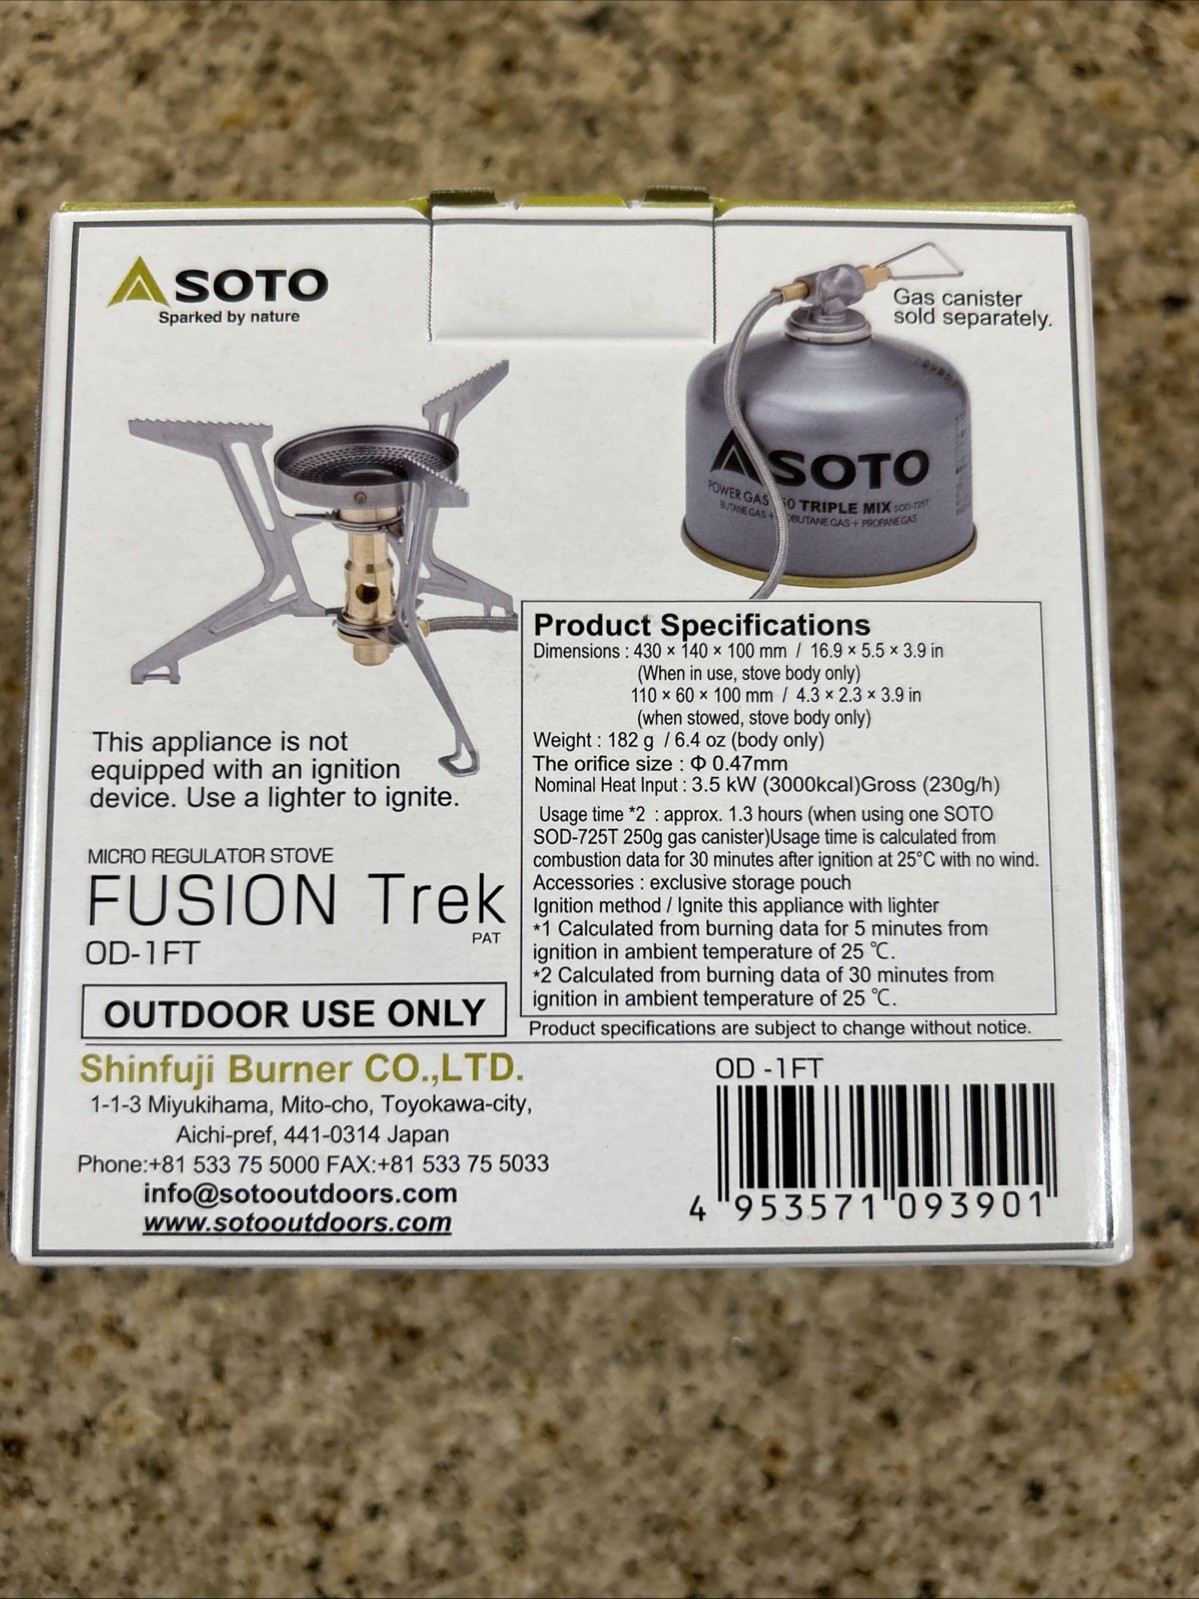 SOTO
Sparked by nature
Gas canister
sold separately.
SOTO
POWER GAS 50 TRIPLE MIX SOD-725T
BUTANE GAS + OBUTANE GAS + PROPANE GAS
This appliance is not
equipped with an ignition
device. Use a lighter to ignite.
MICRO REGULATOR STOVE
FUSION Trek
PAT
OD-1FT
OUTDOOR USE ONLY
Product Specifications
Dimensions : 430 × 140 × 100 mm / 16.9 × 5.5 × 3.9 in
(When in use, stove body only)
110 × 60 × 100 mm / 4.3 × 2.3 × 3.9 in
(when stowed, stove body only)
Weight : 182 g / 6.4 oz (body only)
The orifice size : Φ 0.47mm
Nominal Heat Input : 3.5 kW (3000kcal)Gross (230g/h)
Usage time *2 : approx. 1.3 hours (when using one SOTO
SOD-725T 250g gas canister)Usage time is calculated from
combustion data for 30 minutes after ignition at 25°C with no wind.
Accessories : exclusive storage pouch
Ignition method / Ignite this appliance with lighter
*1 Calculated from burning data for 5 minutes from
ignition in ambient temperature of 25 ℃.
*2 Calculated from burning data of 30 minutes from
ignition in ambient temperature of 25 ℃.
Product specifications are subject to change without notice.
Shinfuji Burner CO.,LTD.
1-1-3 Miyukihama, Mito-cho, Toyokawa-city,
Aichi-pref, 441-0314 Japan
Phone:+81 533 75 5000 FAX:+81 533 75 5033
info@sotooutdoors.com
www.sotooutdoors.com
OD -1FT
4 953571 093901